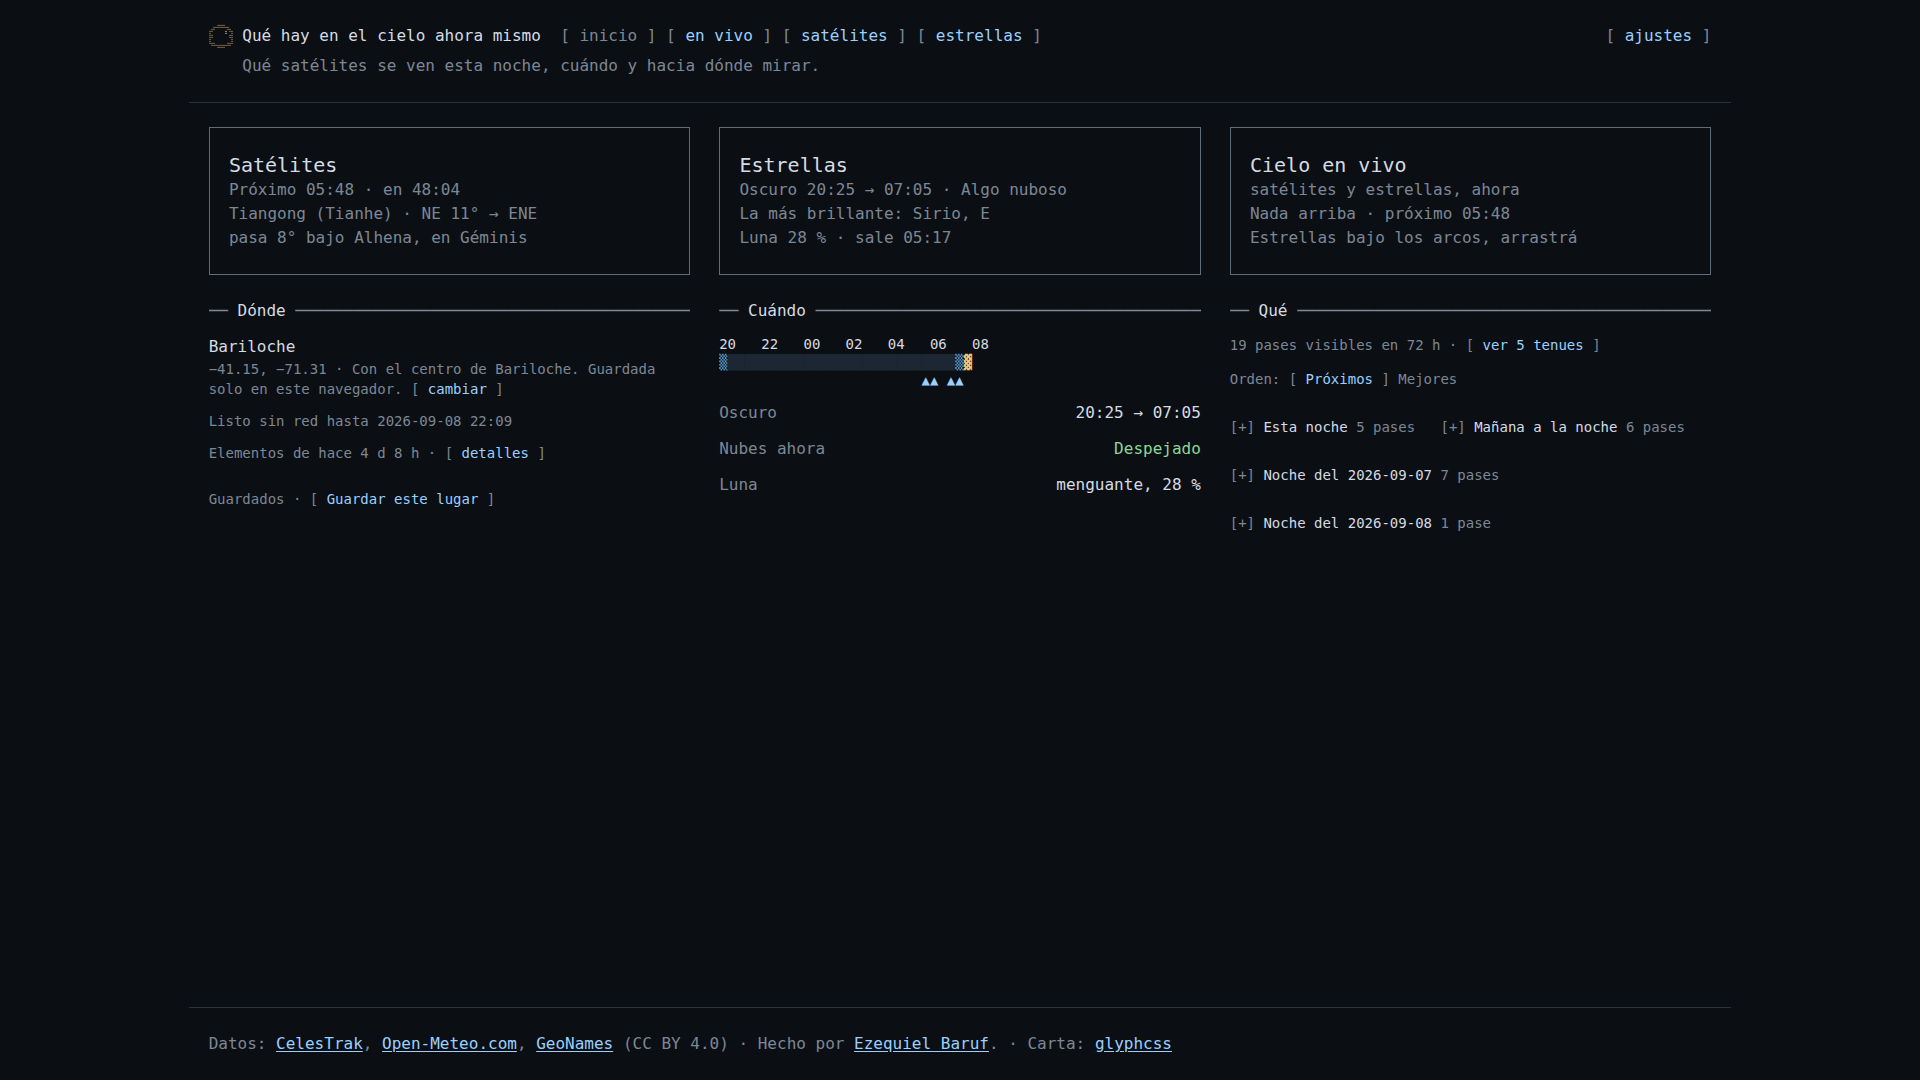 Qué hay en el cielo ahora mismo [ inicio ] [ en vivo ] [ satélites ] [ estrellas ]
[ ajustes ]
Qué satélites se ven esta noche, cuándo y hacia dónde mirar.
Satélites
Próximo 05:48 · en 48:04
Tiangong (Tianhe) · NE 11° → ENE
pasa 8° bajo Alhena, en Géminis
Estrellas
Oscuro 20:25 → 07:05 · Algo nuboso
La más brillante: Sirio, E
Luna 28 % · sale 05:17
Cielo en vivo
satélites y estrellas, ahora
Nada arriba · próximo 05:48
Estrellas bajo los arcos, arrastrá
Dónde
Bariloche
−41.15, −71.31 · Con el centro de Bariloche. Guardada
solo en este navegador. [ cambiar ]
Listo sin red hasta 2026-09-08 22:09
Elementos de hace 4 d 8 h · [ detalles ]
Guardados · [ Guardar este lugar ]
Cuándo
20 22 00 02 04 06 08
▲▲ ▲▲
Oscuro 20:25 → 07:05
Nubes ahora Despejado
Luna menguante, 28 %
Qué
19 pases visibles en 72 h · [ ver 5 tenues ]
Orden: [ Próximos ] Mejores
[+] Esta noche 5 pases [+] Mañana a la noche 6 pases
[+] Noche del 2026-09-07 7 pases
[+] Noche del 2026-09-08 1 pase
Datos: CelesTrak, Open-Meteo.com, GeoNames (CC BY 4.0) · Hecho por Ezequiel Baruf. · Carta: glyphcss